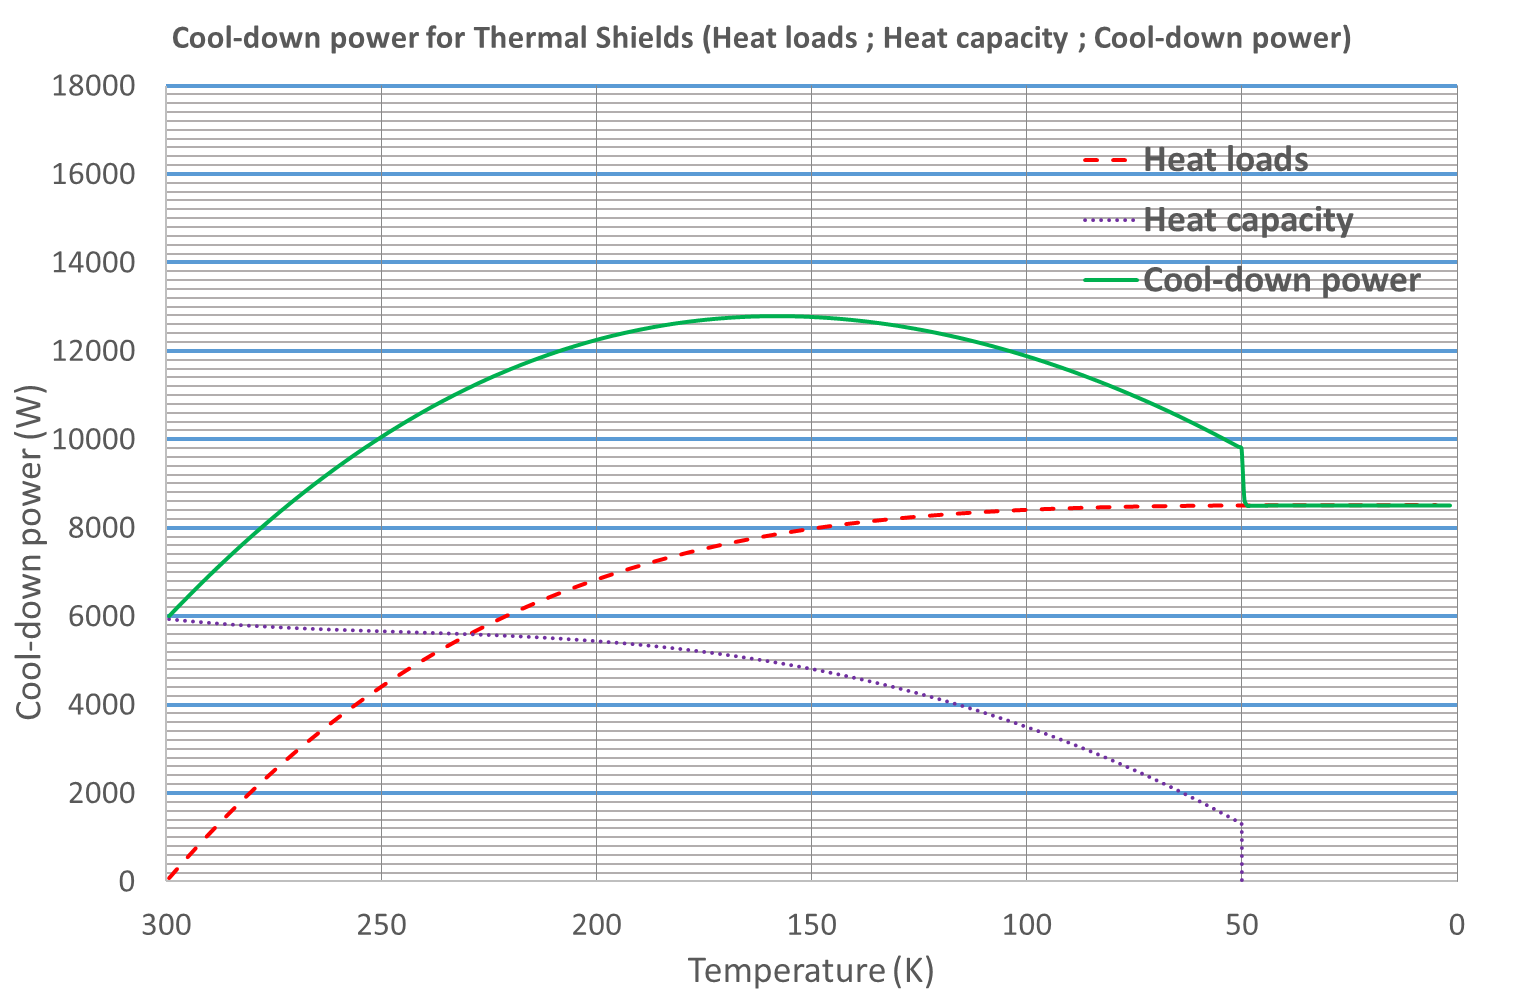 Cool-down power for Thermal Shields (Heat loads ; Heat capacity ; Cool-down power)
18000
16000
14000
12000
10000
8000
6000
4000
2000
0
Cool-down power (W)
Heat loads
Heat capacity
Cool-down power
300
250
200
150
100
50
0
Temperature (K)